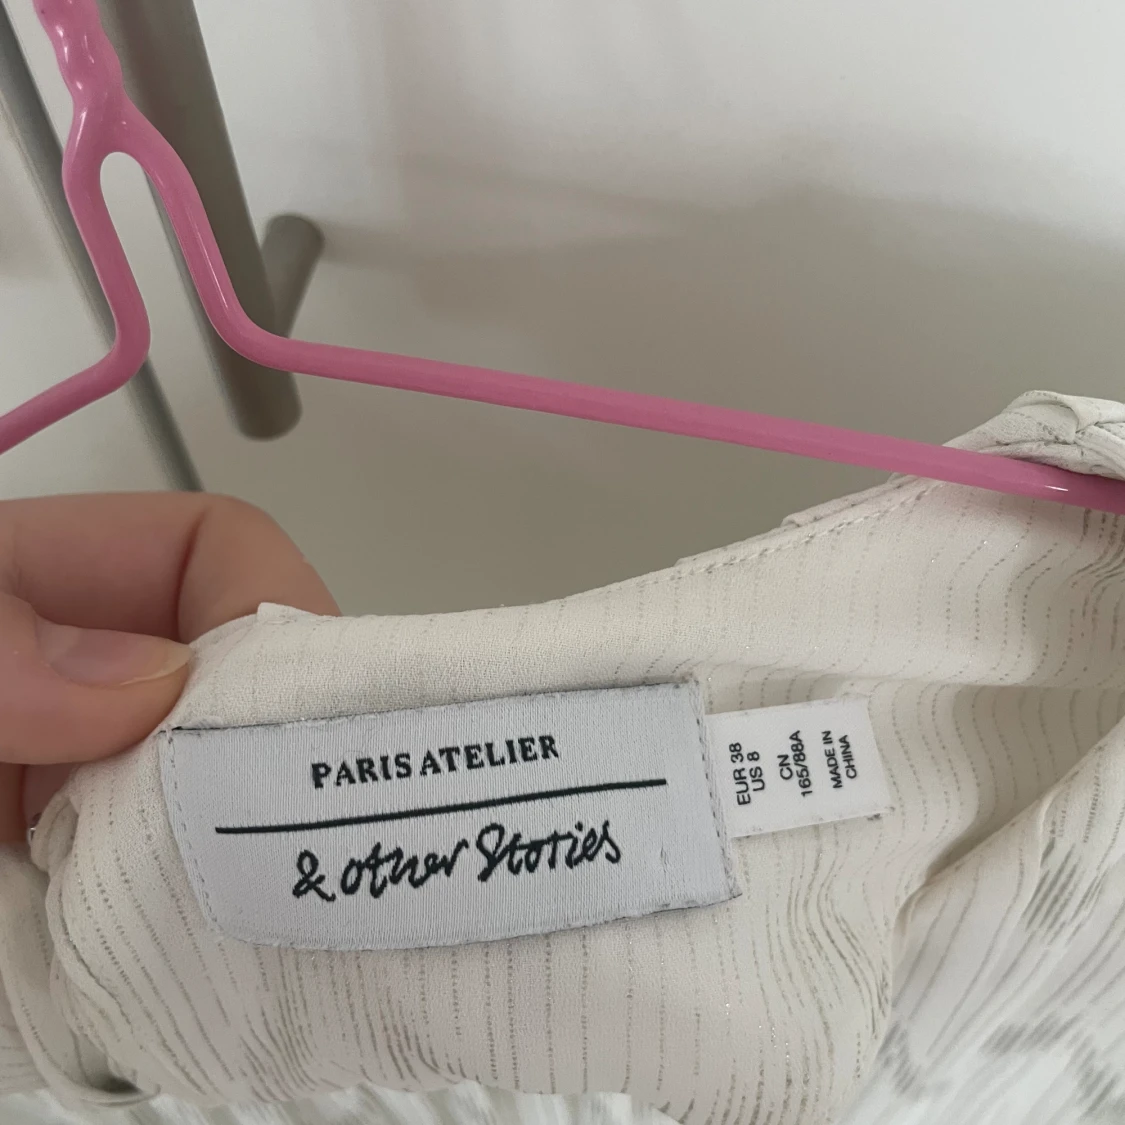 PARIS ATELIER
& other Stories
EUR 38
US 8
CN
165/88A
MADE IN
CHINA